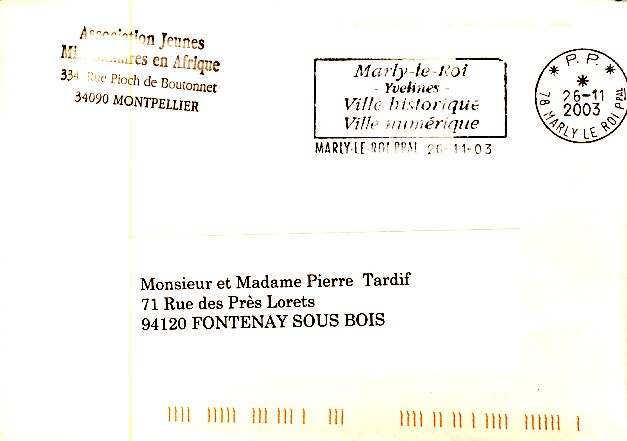 Association Jeunes
Missionnaires en Afrique
334 Rue Pioch de Boutonnet
34090 MONTPELLIER
Marly-le-Roi
- Yvelines -
Ville historique
Ville numérique
MARLY-LE-ROI PPAL 26-11-03
* P.P. *
*
26-11
2003
78 MARLY LE ROI PPAL
Monsieur et Madame Pierre Tardif
71 Rue des Près Lorets
94120 FONTENAY SOUS BOIS